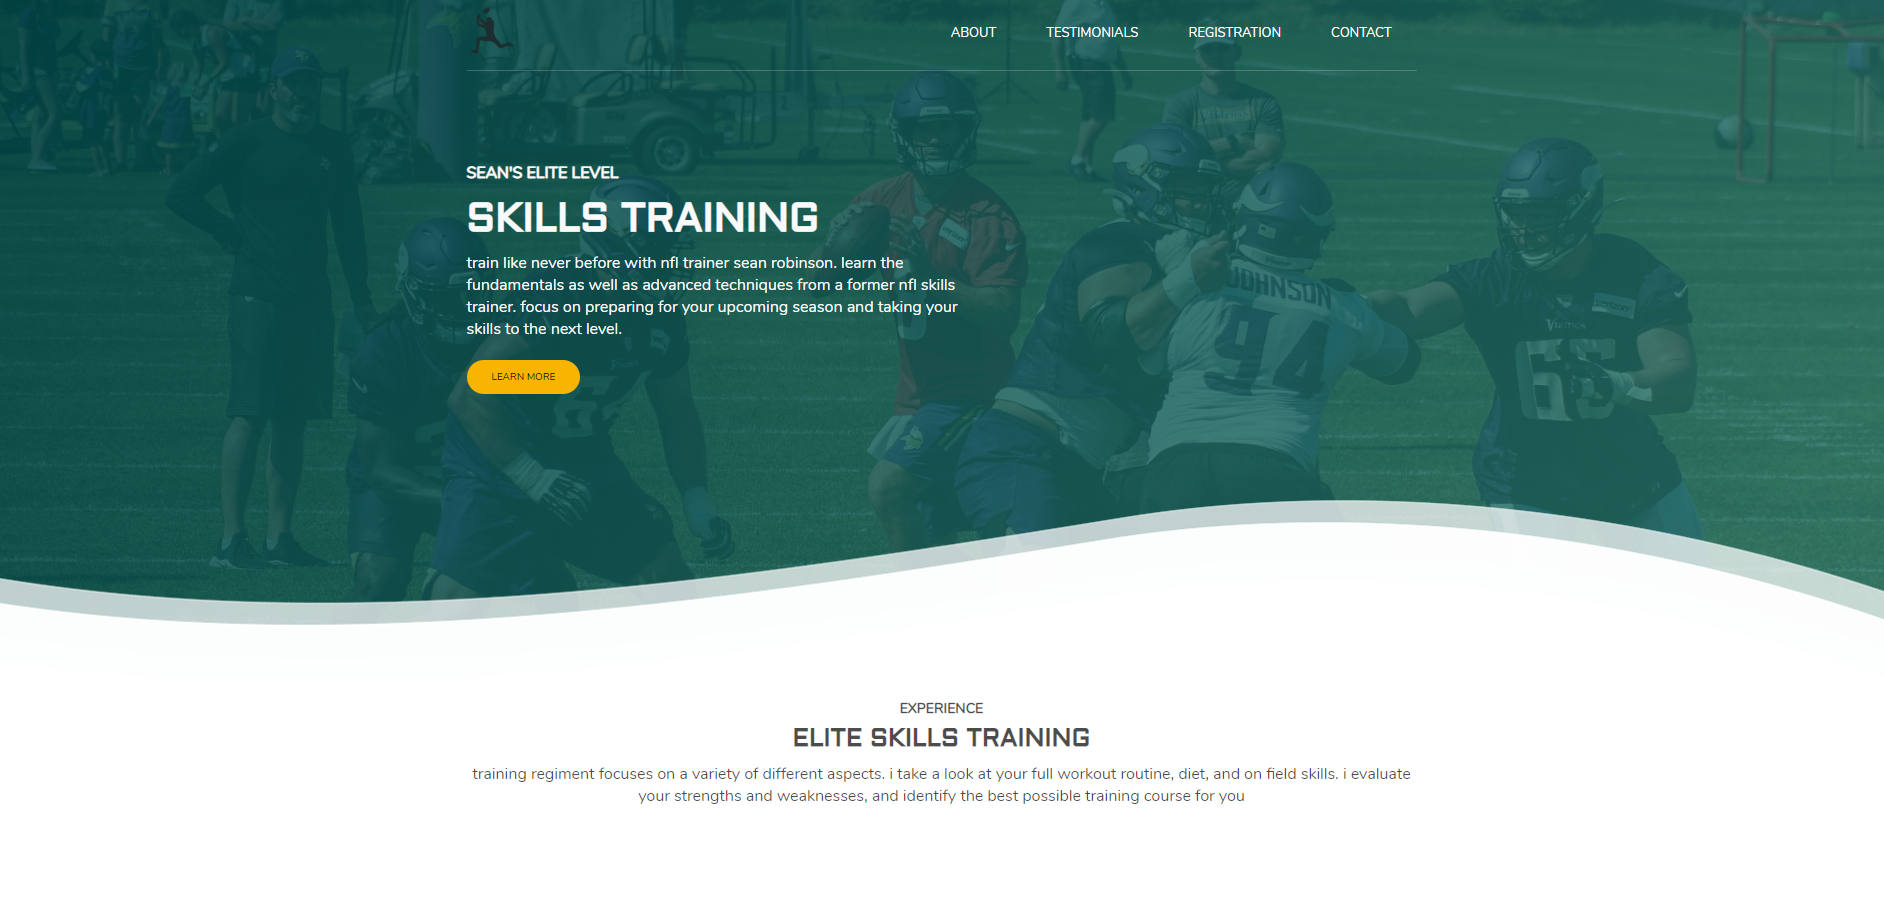 ABOUT TESTIMONIALS REGISTRATION CONTACT
SEAN'S ELITE LEVEL
SKILLS TRAINING
train like never before with nfl trainer sean robinson. learn the
fundamentals as well as advanced techniques from a former nfl skills
trainer. focus on preparing for your upcoming season and taking your
skills to the next level.
LEARN MORE
JOHNSON
94
65
EXPERIENCE
ELITE SKILLS TRAINING
training regiment focuses on a variety of different aspects. i take a look at your full workout routine, diet, and on field skills. i evaluate
your strengths and weaknesses, and identify the best possible training course for you